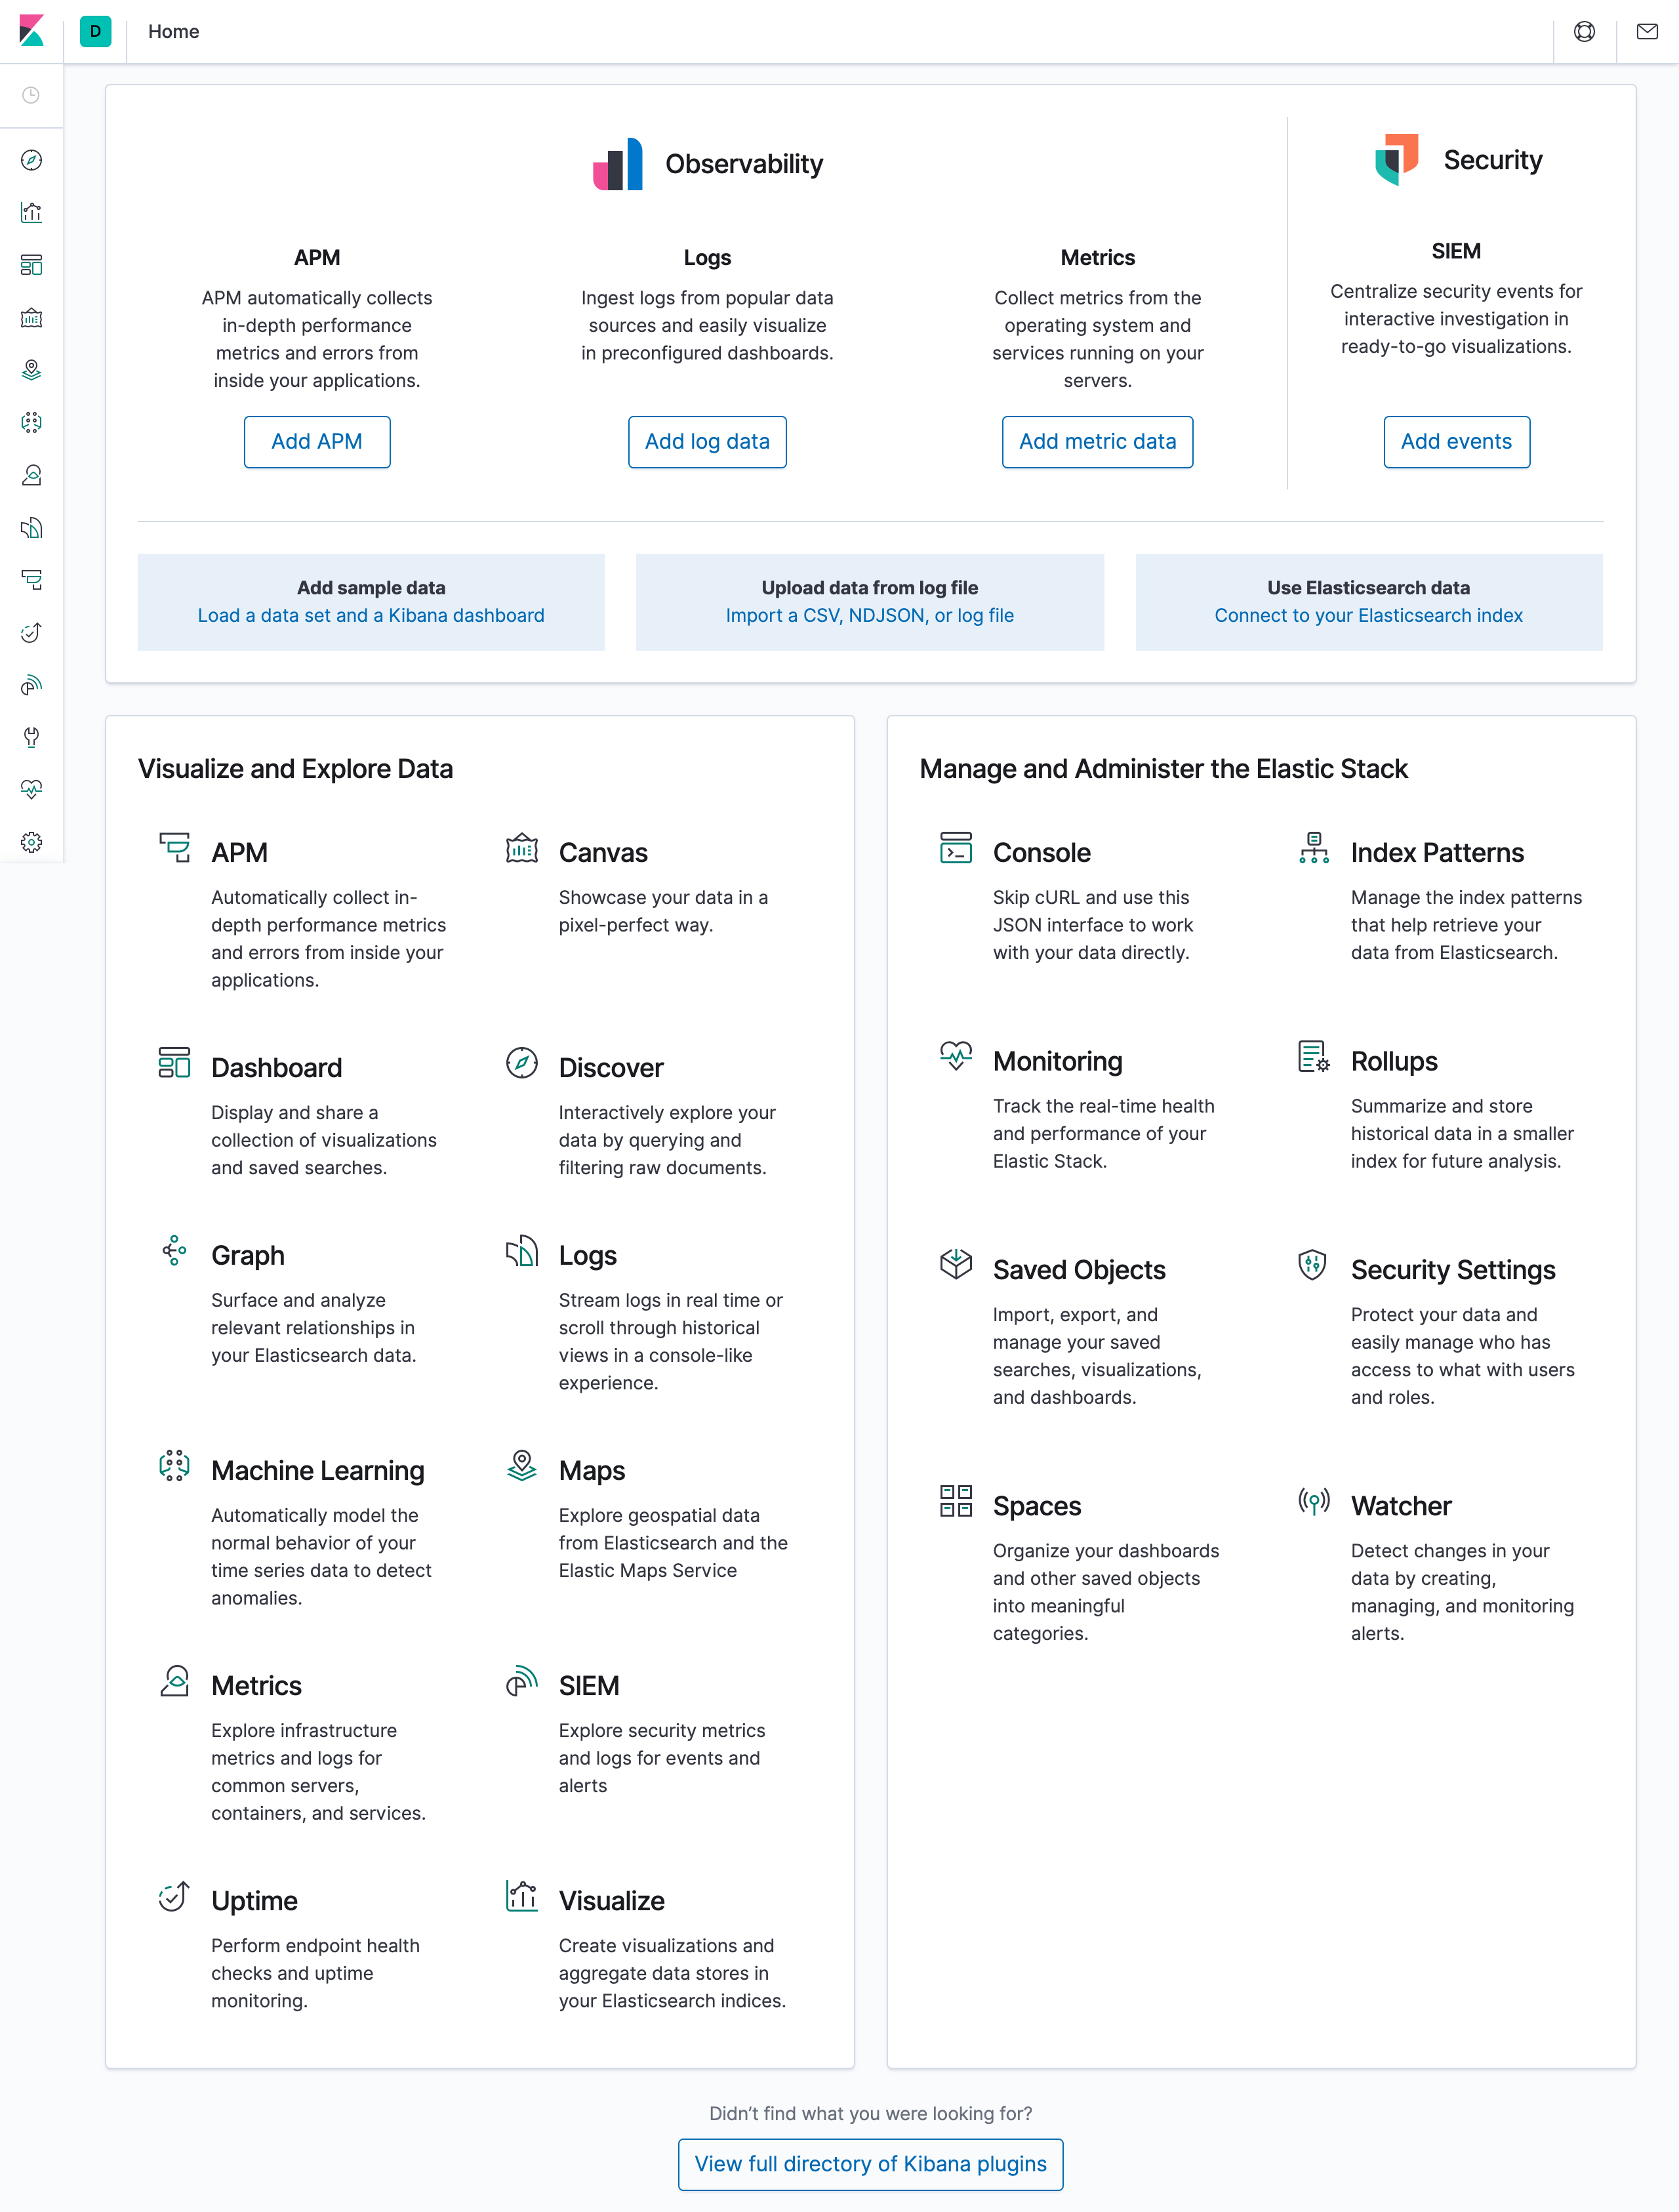 D
Home
Observability
APM
APM automatically collects
in-depth performance
metrics and errors from
inside your applications.
Add APM
Logs
Ingest logs from popular data
sources and easily visualize
in preconfigured dashboards.
Add log data
Metrics
Collect metrics from the
operating system and
services running on your
servers.
Add metric data
Security
SIEM
Centralize security events for
interactive investigation in
ready-to-go visualizations.
Add events
Add sample data
Load a data set and a Kibana dashboard
Upload data from log file
Import a CSV, NDJSON, or log file
Use Elasticsearch data
Connect to your Elasticsearch index
Visualize and Explore Data
APM
Automatically collect in-
depth performance metrics
and errors from inside your
applications.
Canvas
Showcase your data in a
pixel-perfect way.
Dashboard
Display and share a
collection of visualizations
and saved searches.
Discover
Interactively explore your
data by querying and
filtering raw documents.
Graph
Surface and analyze
relevant relationships in
your Elasticsearch data.
Logs
Stream logs in real time or
scroll through historical
views in a console-like
experience.
Machine Learning
Automatically model the
normal behavior of your
time series data to detect
anomalies.
Maps
Explore geospatial data
from Elasticsearch and the
Elastic Maps Service
Metrics
Explore infrastructure
metrics and logs for
common servers,
containers, and services.
SIEM
Explore security metrics
and logs for events and
alerts
Uptime
Perform endpoint health
checks and uptime
monitoring.
Visualize
Create visualizations and
aggregate data stores in
your Elasticsearch indices.
Manage and Administer the Elastic Stack
Console
Skip cURL and use this
JSON interface to work
with your data directly.
Index Patterns
Manage the index patterns
that help retrieve your
data from Elasticsearch.
Monitoring
Track the real-time health
and performance of your
Elastic Stack.
Rollups
Summarize and store
historical data in a smaller
index for future analysis.
Saved Objects
Import, export, and
manage your saved
searches, visualizations,
and dashboards.
Security Settings
Protect your data and
easily manage who has
access to what with users
and roles.
Spaces
Organize your dashboards
and other saved objects
into meaningful
categories.
Watcher
Detect changes in your
data by creating,
managing, and monitoring
alerts.
Didn’t find what you were looking for?
View full directory of Kibana plugins